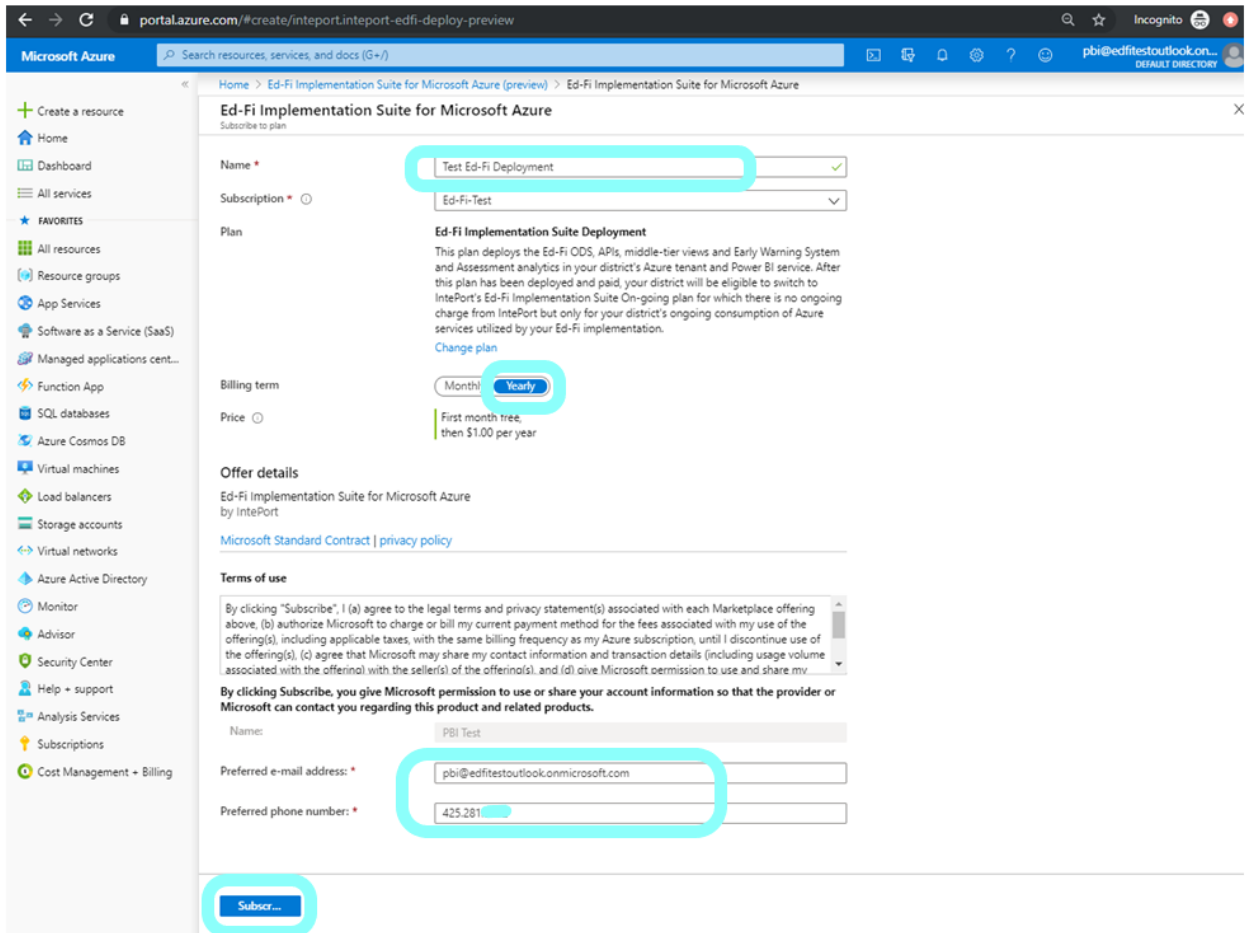 portal.azure.com/#create/inteport.inteport-edfi-deploy-preview
Incognito
Microsoft Azure
Search resources, services, and docs (G+/)
pbi@edfitestoutlook.on...
DEFAULT DIRECTORY
Home > Ed-Fi Implementation Suite for Microsoft Azure (preview) > Ed-Fi Implementation Suite for Microsoft Azure
Ed-Fi Implementation Suite for Microsoft Azure
Subscribe to plan
Create a resource
Home
Dashboard
All services
FAVORITES
All resources
Resource groups
App Services
Software as a Service (SaaS)
Managed applications cent...
Function App
SQL databases
Azure Cosmos DB
Virtual machines
Load balancers
Storage accounts
Virtual networks
Azure Active Directory
Monitor
Advisor
Security Center
Help + support
Analysis Services
Subscriptions
Cost Management + Billing
Name *
Test Ed-Fi Deployment
Subscription *
Ed-Fi-Test
Plan
Ed-Fi Implementation Suite Deployment
This plan deploys the Ed-Fi ODS, APIs, middle-tier views and Early Warning System
and Assessment analytics in your district's Azure tenant and Power BI service. After
this plan has been deployed and paid, your district will be eligible to switch to
IntePort's Ed-Fi Implementation Suite On-going plan for which there is no ongoing
charge from IntePort but only for your district's ongoing consumption of Azure
services utilized by your Ed-Fi implementation.
Change plan
Billing term
Monthl Yearly
Price
First month free,
then $1.00 per year
Offer details
Ed-Fi Implementation Suite for Microsoft Azure
by IntePort
Microsoft Standard Contract | privacy policy
Terms of use
By clicking "Subscribe", I (a) agree to the legal terms and privacy statement(s) associated with each Marketplace offering
above, (b) authorize Microsoft to charge or bill my current payment method for the fees associated with my use of the
offering(s), including applicable taxes, with the same billing frequency as my Azure subscription, until I discontinue use of
the offering(s), (c) agree that Microsoft may share my contact information and transaction details (including usage volume
associated with the offering) with the seller(s) of the offering(s), and (d) give Microsoft permission to use and share my
By clicking Subscribe, you give Microsoft permission to use or share your account information so that the provider or
Microsoft can contact you regarding this product and related products.
Name:
PBI Test
Preferred e-mail address: *
pbi@edfitestoutlook.onmicrosoft.com
Preferred phone number: *
425.281
Subscr...